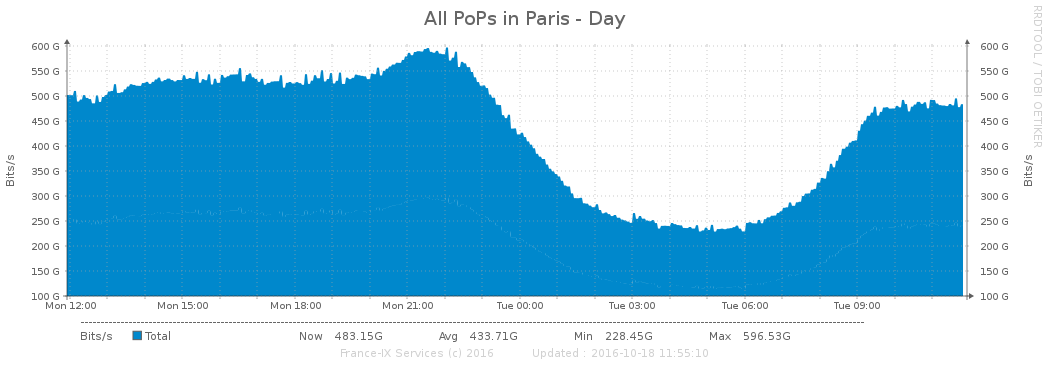 All PoPs in Paris - Day
RRDTOOL / TOBI OETIKER
Bits/s
Bits/s
600 G 600 G
550 G 550 G
500 G 500 G
450 G 450 G
400 G 400 G
350 G 350 G
300 G 300 G
250 G 250 G
200 G 200 G
150 G 150 G
100 G 100 G
Mon 12:00 Mon 15:00 Mon 18:00 Mon 21:00 Tue 00:00 Tue 03:00 Tue 06:00 Tue 09:00
Bits/s Total Now 483.15G Avg 433.71G Min 228.45G Max 596.53G
France-IX Services (c) 2016 Updated : 2016-10-18 11:55:10